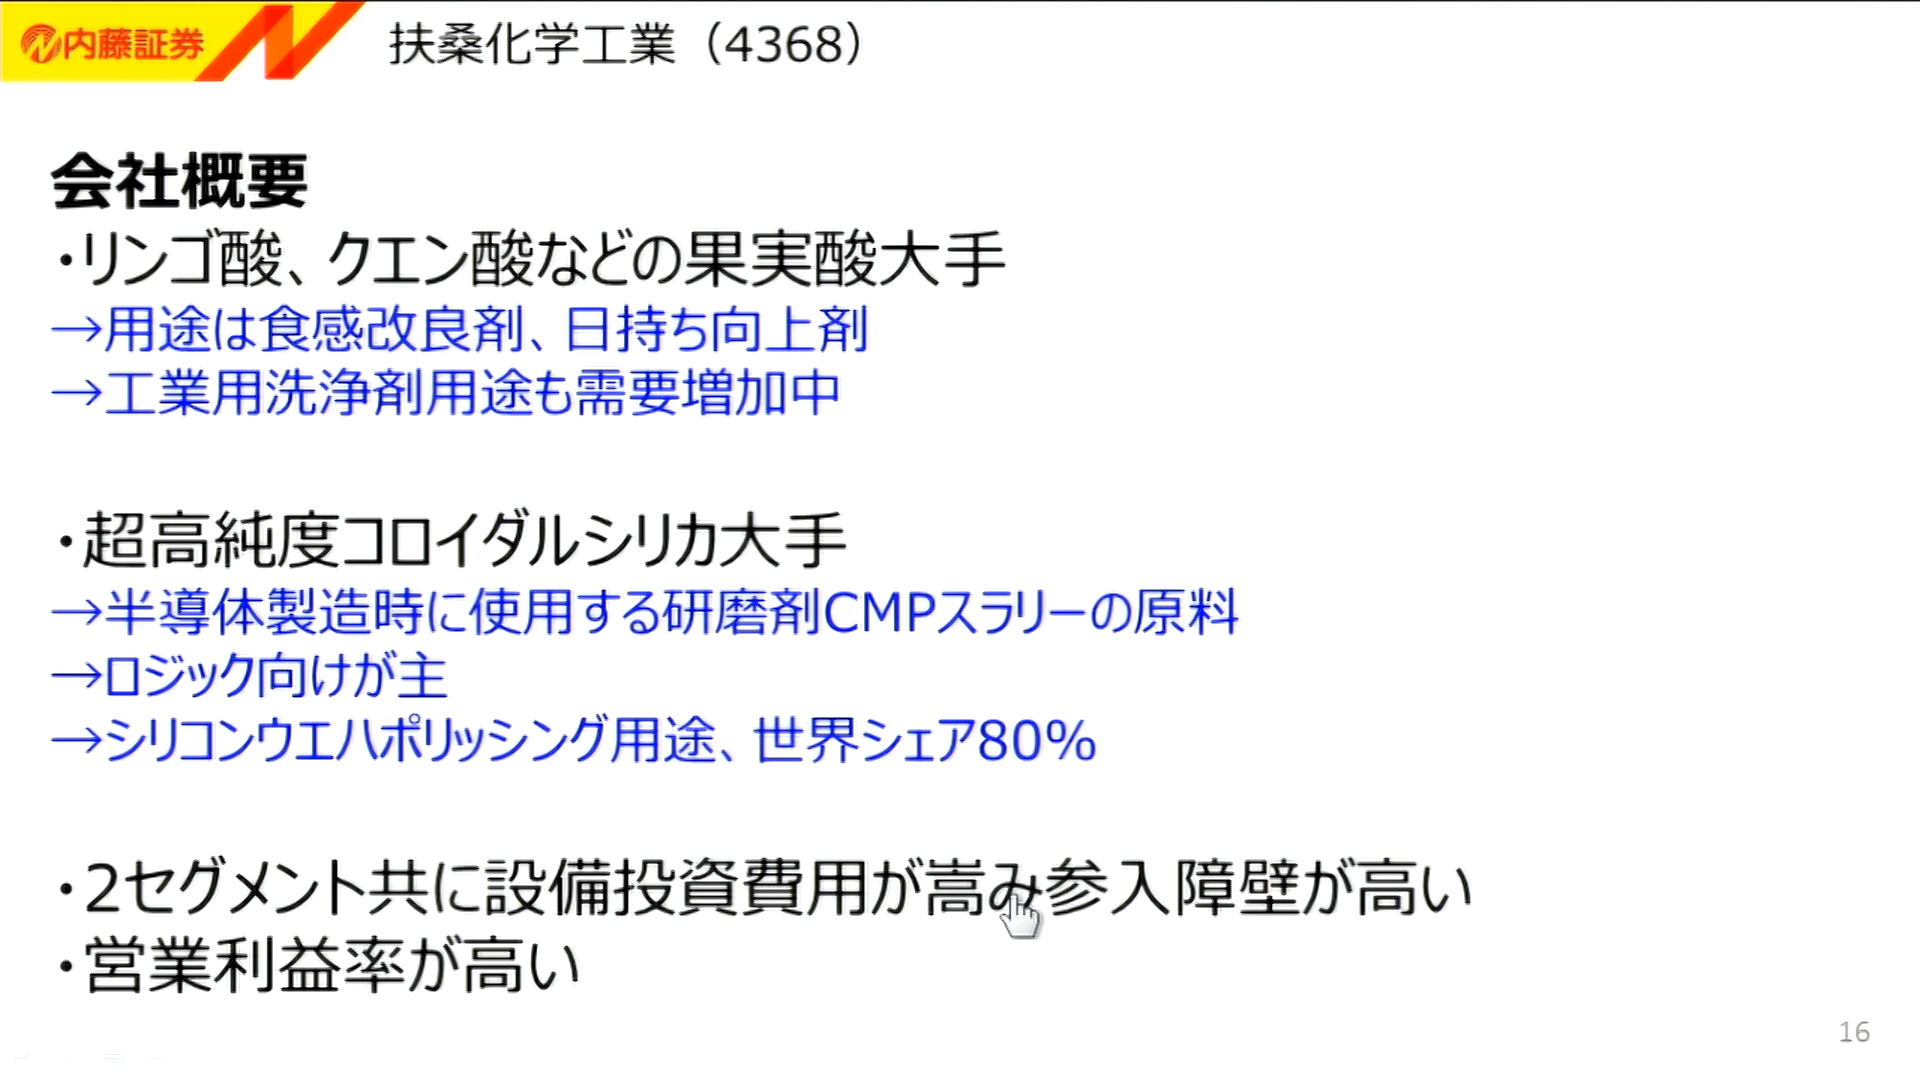 内藤証券
扶桑化学工業（4368）
会社概要
・リンゴ酸、クエン酸などの果実酸大手
→用途は食感改良剤、日持ち向上剤
→工業用洗浄剤用途も需要増加中
・超高純度コロイダルシリカ大手
→半導体製造時に使用する研磨剤CMPスラリーの原料
→ロジック向けが主
→シリコンウエハポリッシング用途、世界シェア80%
・2セグメント共に設備投資費用が嵩み参入障壁が高い
・営業利益率が高い
16